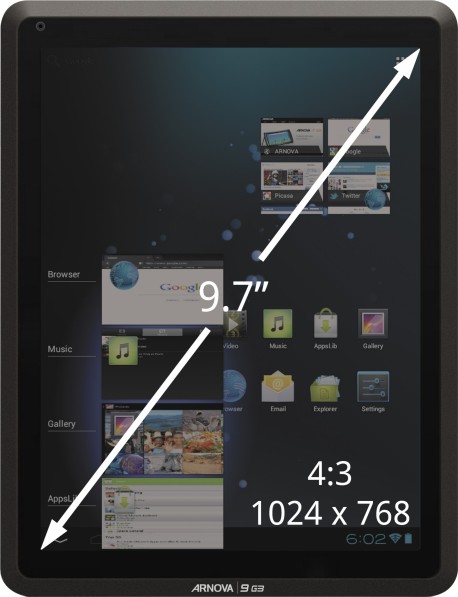 ARNOVA
Google
Picasa
Twitter
Browser
Google
9.7”
Music
Video
Music
AppsLib
Gallery
Gallery
Browser
Email
Explorer
Settings
AppsLib
4:3
1024 x 768
6:02
ARNOVA 9 G3